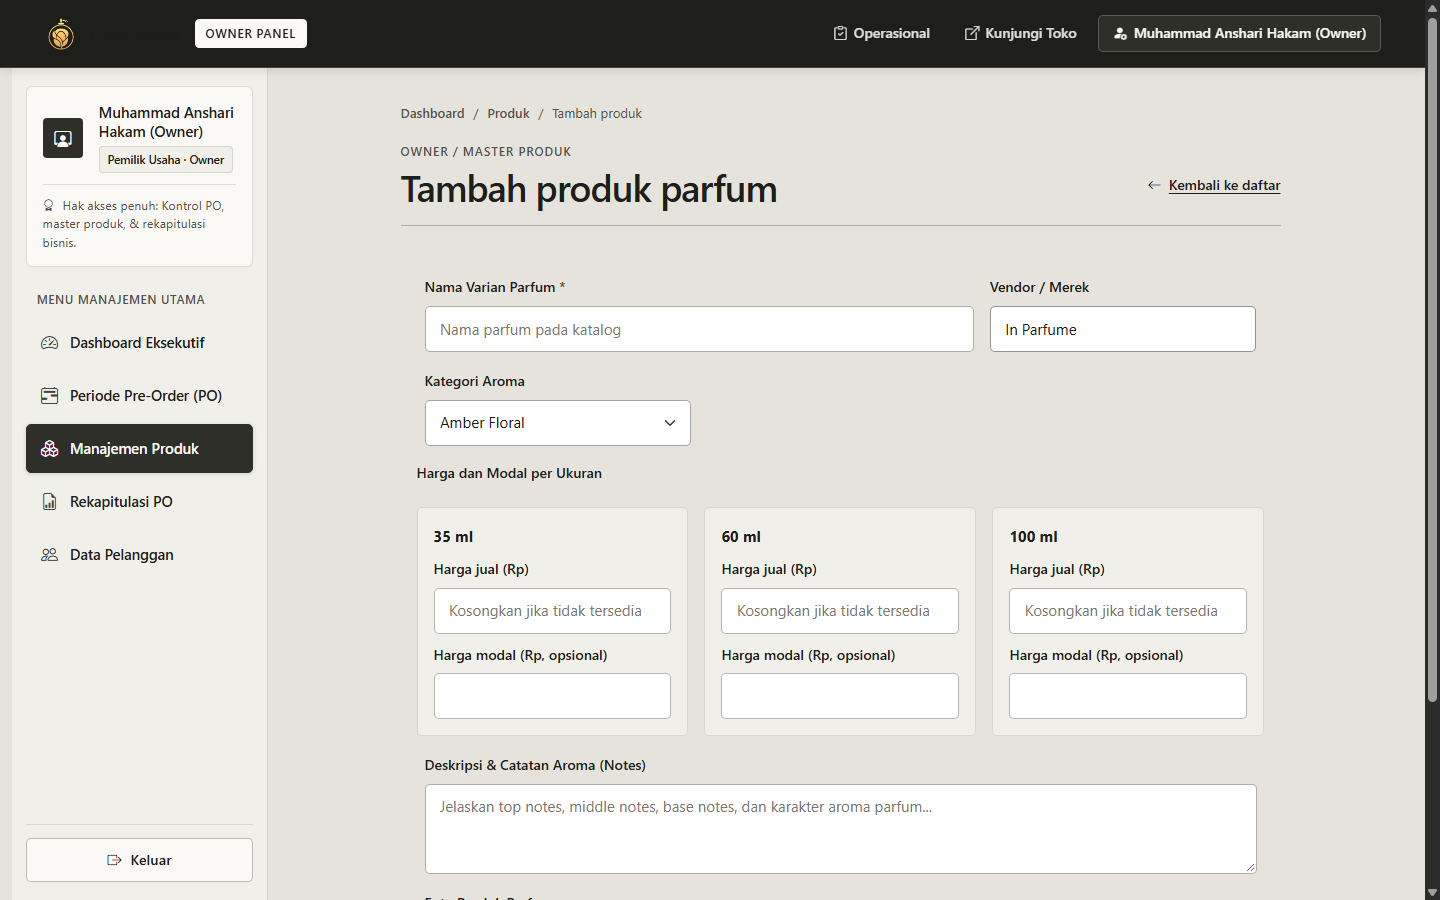 OWNER PANEL
Operasional
Kunjungi Toko
Muhammad Anshari Hakam (Owner)
Muhammad Anshari
Hakam (Owner)
Pemilik Usaha · Owner
Hak akses penuh: Kontrol PO,
master produk, & rekapitulasi
bisnis.
MENU MANAJEMEN UTAMA
Dashboard Eksekutif
Periode Pre-Order (PO)
Manajemen Produk
Rekapitulasi PO
Data Pelanggan
Keluar
Dashboard / Produk / Tambah produk
OWNER / MASTER PRODUK
Tambah produk parfum
Kembali ke daftar
Nama Varian Parfum *
Nama parfum pada katalog
Vendor / Merek
In Parfume
Kategori Aroma
Amber Floral
Harga dan Modal per Ukuran
35 ml
Harga jual (Rp)
Kosongkan jika tidak tersedia
Harga modal (Rp, opsional)
60 ml
Harga jual (Rp)
Kosongkan jika tidak tersedia
Harga modal (Rp, opsional)
100 ml
Harga jual (Rp)
Kosongkan jika tidak tersedia
Harga modal (Rp, opsional)
Deskripsi & Catatan Aroma (Notes)
Jelaskan top notes, middle notes, base notes, dan karakter aroma parfum...